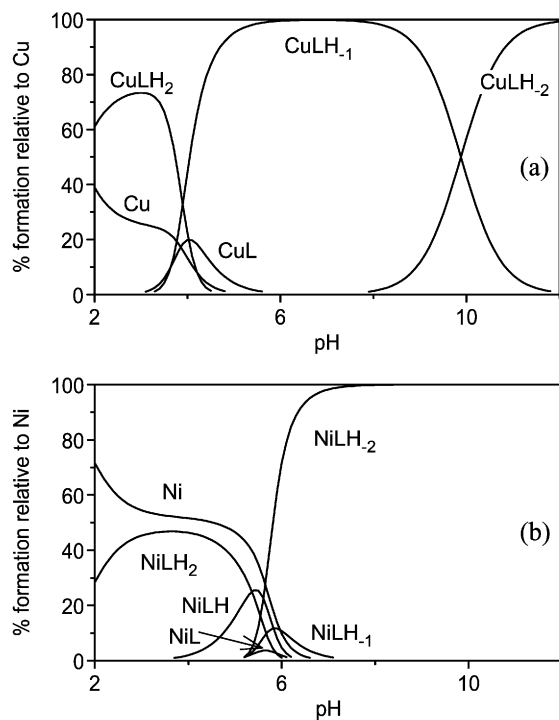 % formation relative to Cu
100
80
60
40
20
0
CuLH2
Cu
CuL
CuLH-1
CuLH-2
(a)
2
6
10
pH
% formation relative to Ni
100
80
60
40
20
0
Ni
NiLH2
NiLH
NiL
NiLH-2
NiLH-1
(b)
2
6
10
pH